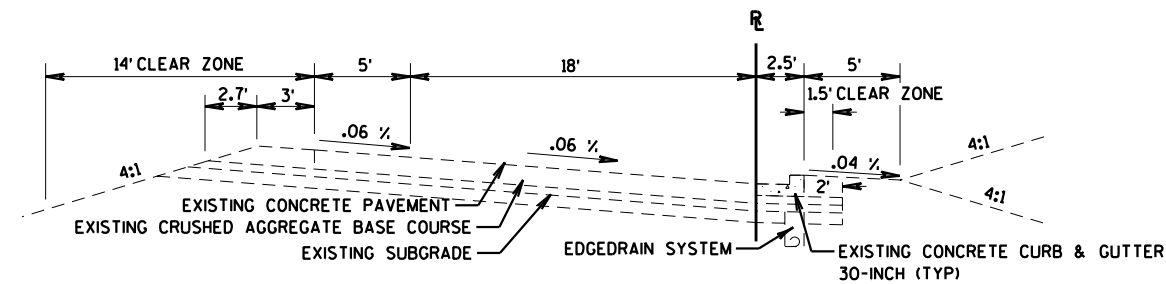 RL
14' CLEAR ZONE
5'
18'
2.5'
5'
2.7'
3'
1.5' CLEAR ZONE
.06 %
.06 %
.04 %
4:1
4:1
4:1
2'
EXISTING CONCRETE PAVEMENT
EXISTING CRUSHED AGGREGATE BASE COURSE
EXISTING SUBGRADE
EDGEDRAIN SYSTEM
EXISTING CONCRETE CURB & GUTTER
30-INCH (TYP)